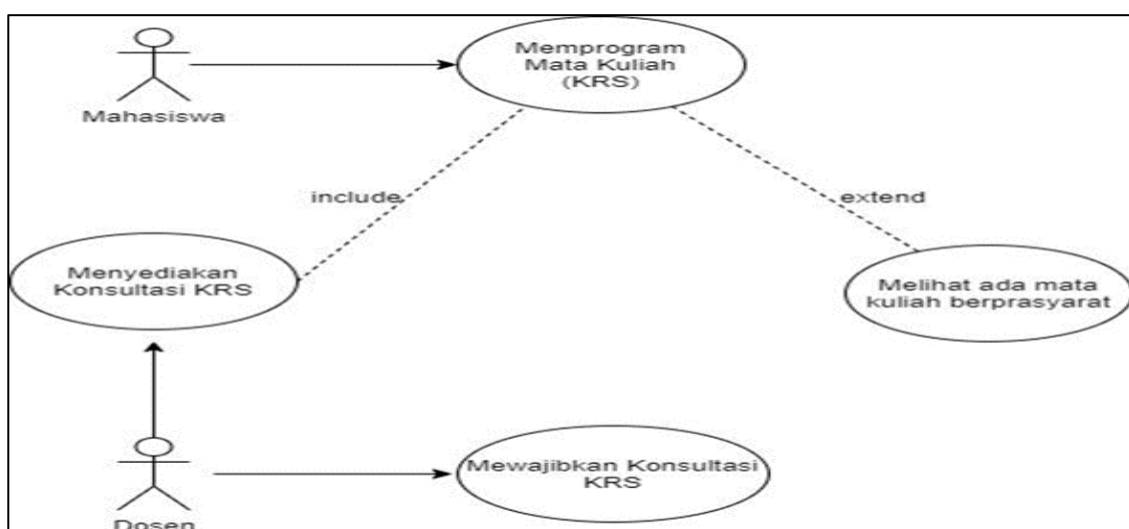 Memprogram
Mata Kuliah
(KRS)
Mahasiswa
include
extend
Menyediakan
Konsultasi KRS
Melihat ada mata
kuliah berprasyarat
Mewajibkan Konsultasi
KRS
Dosen